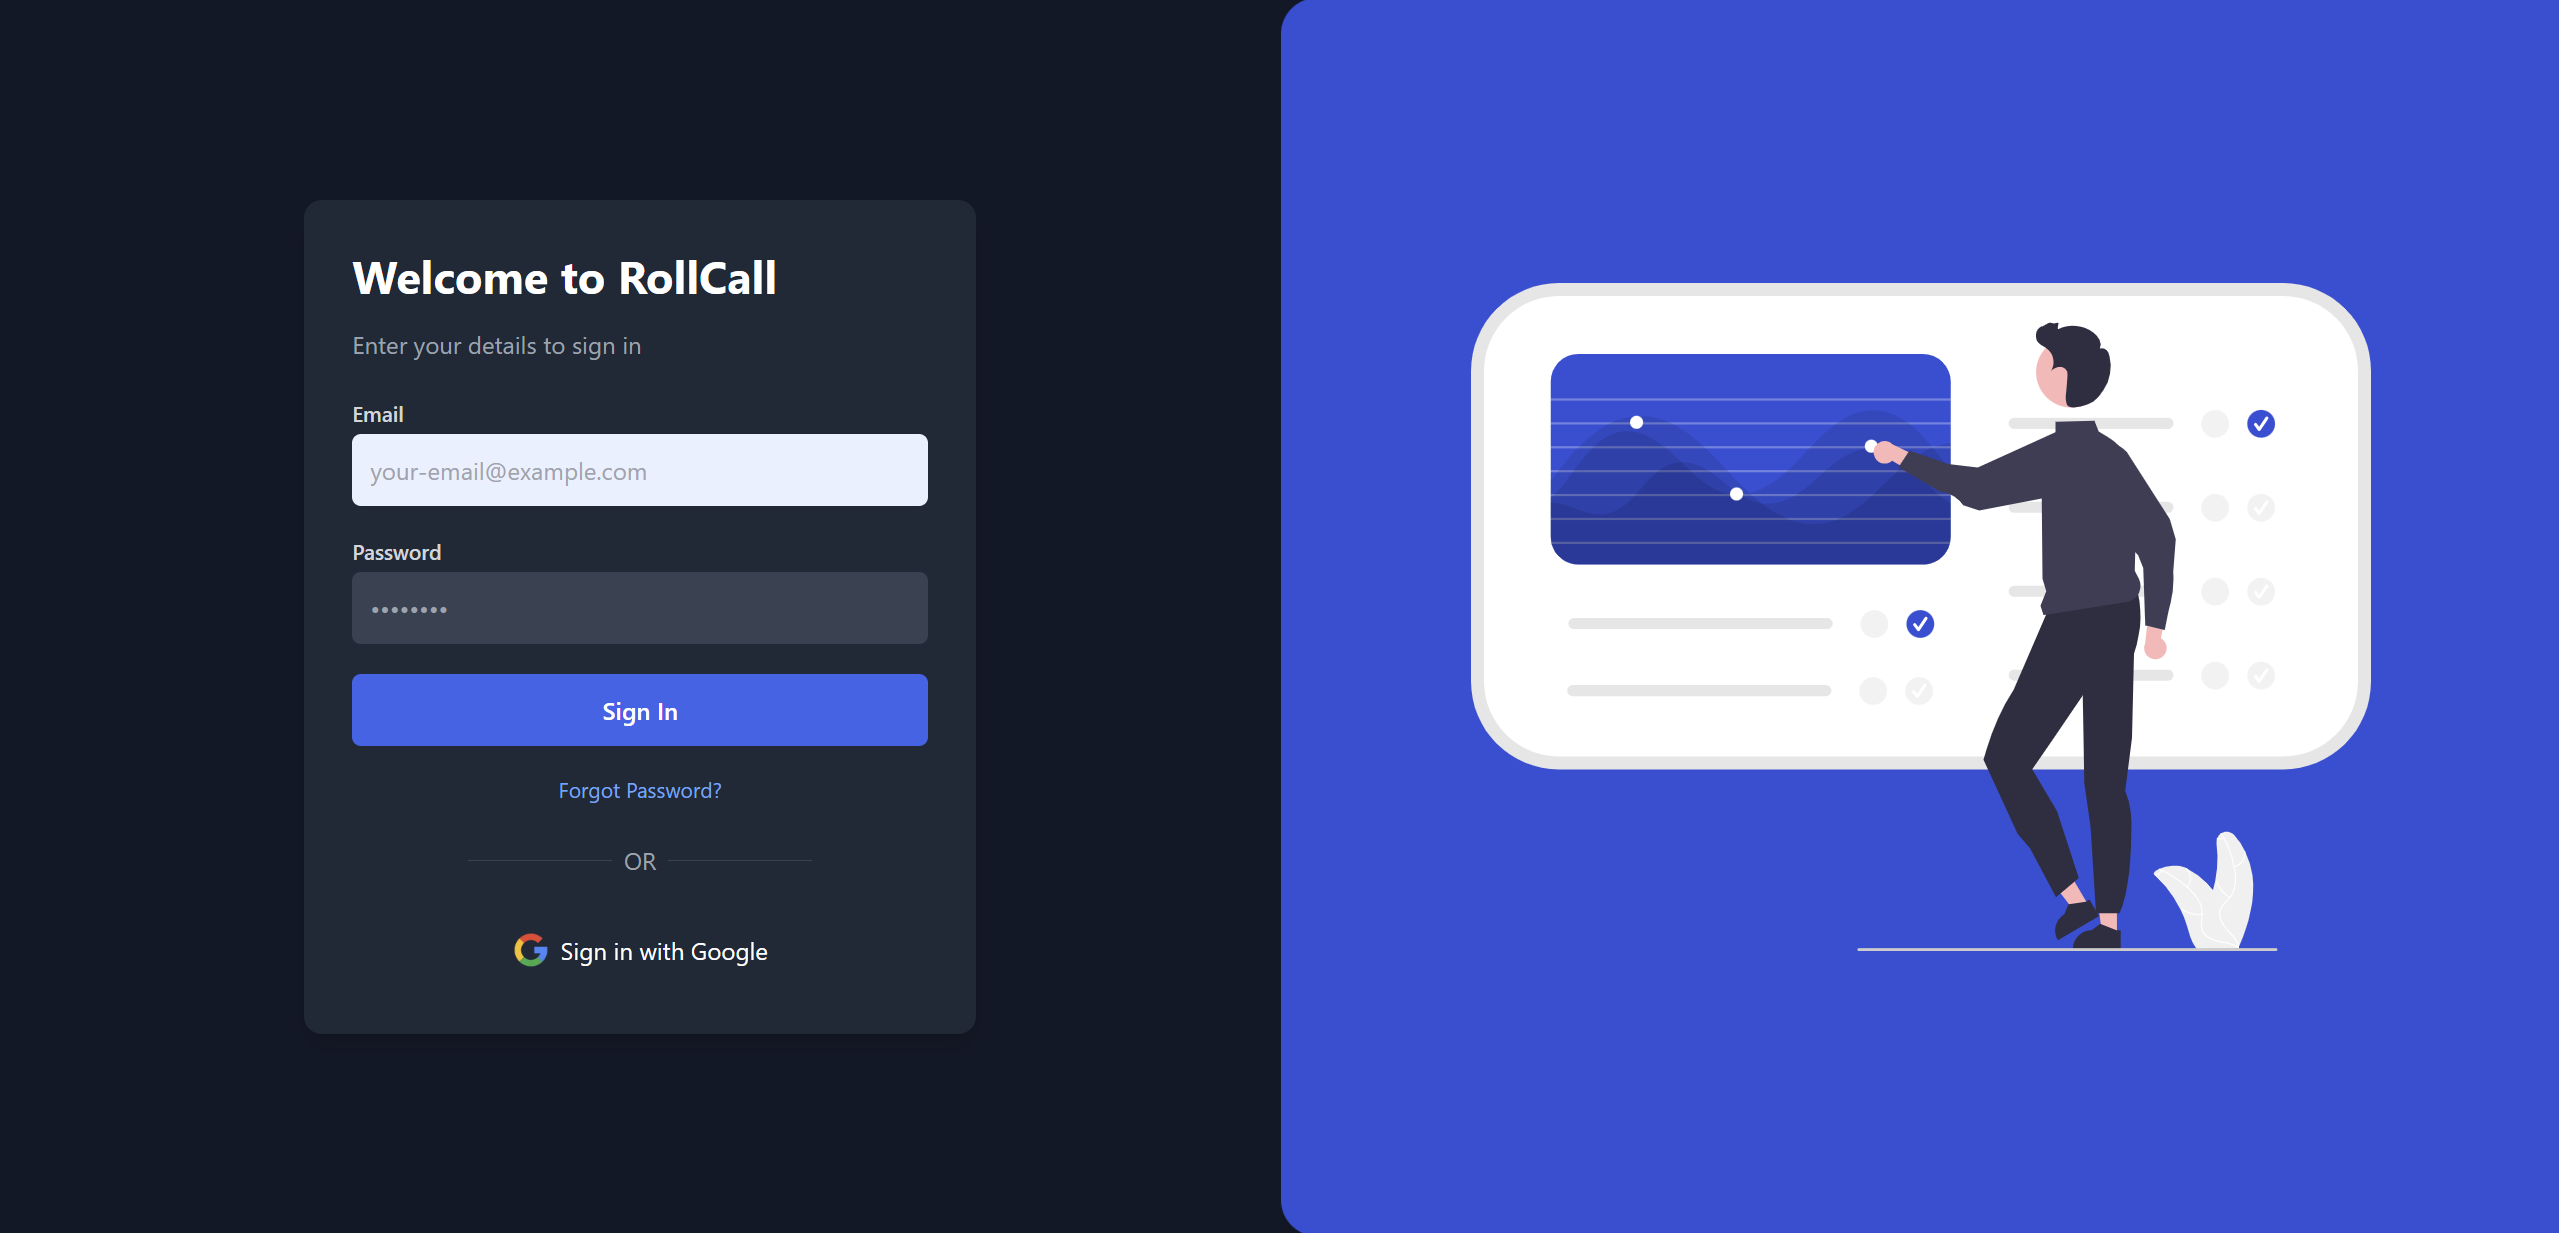 Welcome to RollCall
Enter your details to sign in
Email
your-email@example.com
Password
••••••••
Sign In
Forgot Password?
OR
Sign in with Google